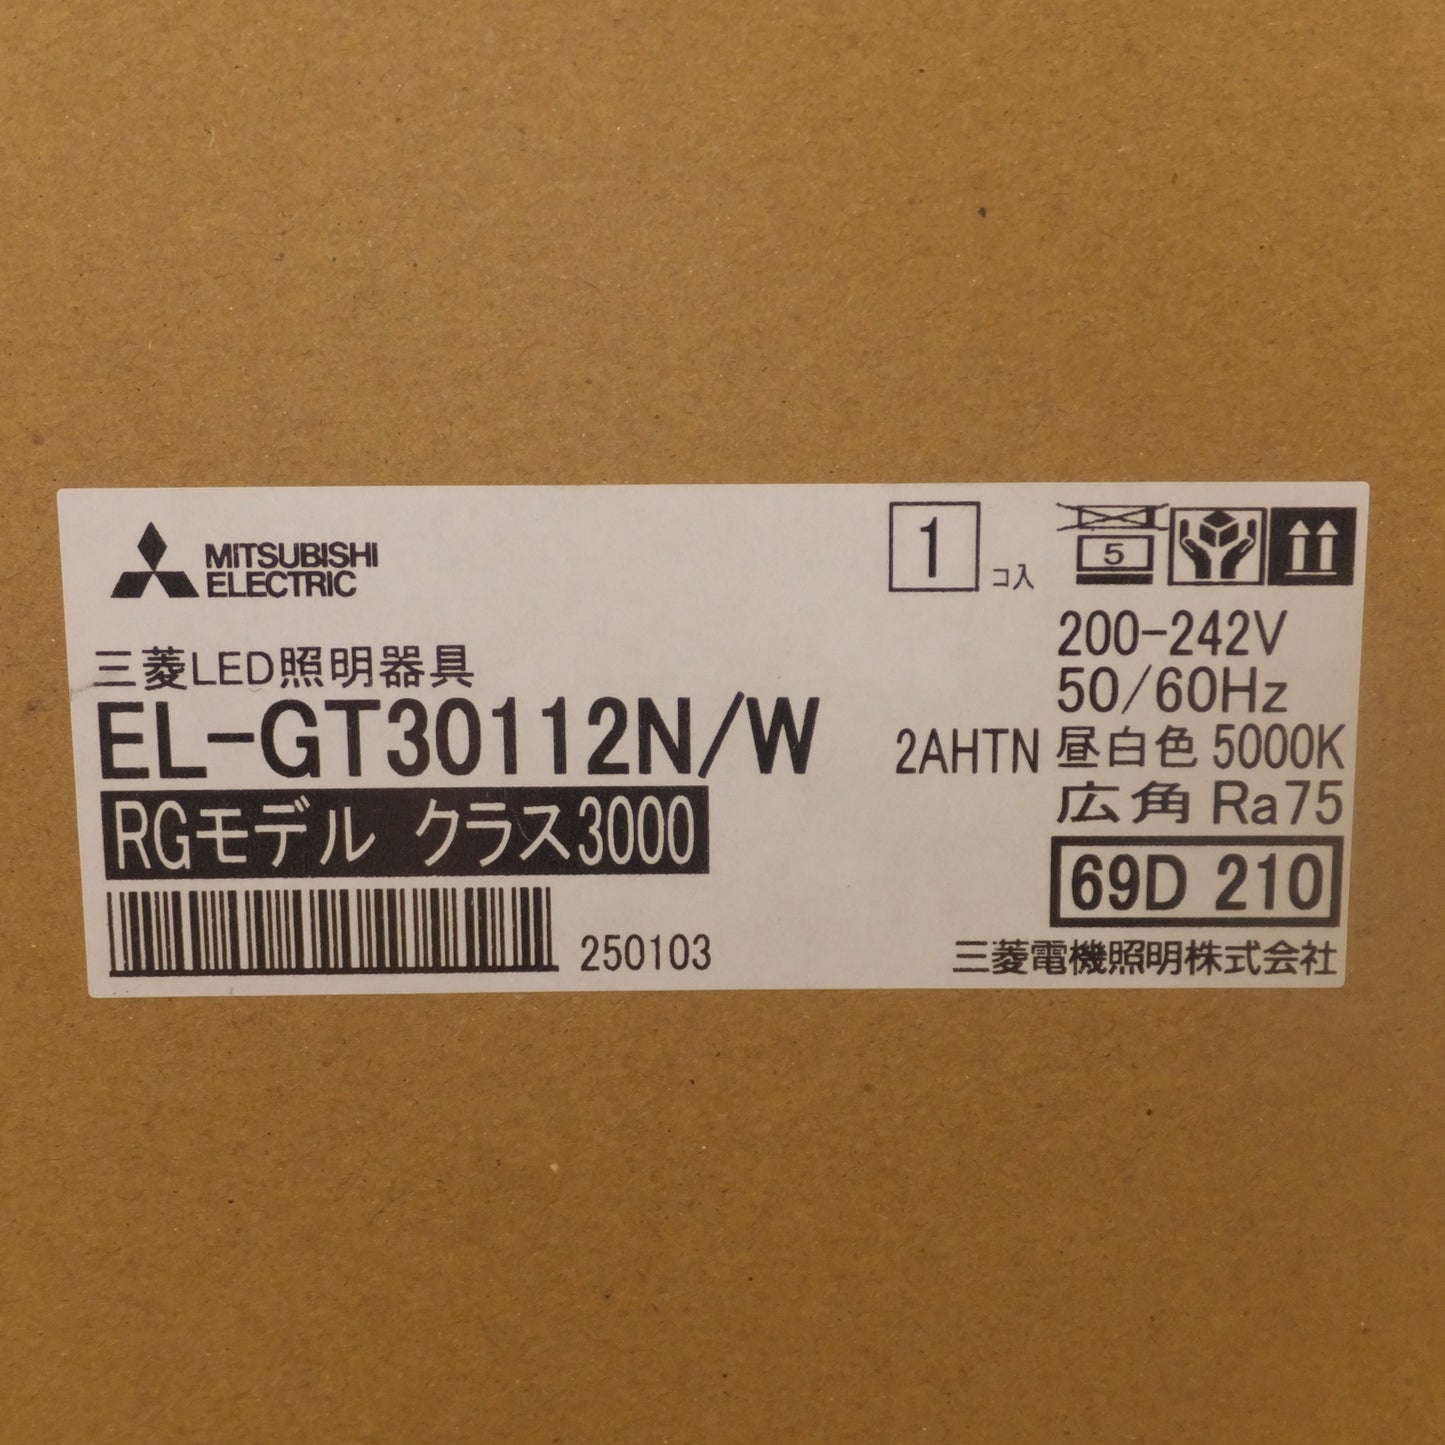 MITSUBISHI
ELECTRIC
1 コ入
5
三菱LED照明器具
EL-GT30112N/W
2AHTN
RGモデル クラス3000
250103
200-242V
50/60Hz
昼白色 5000K
広角 Ra75
69D 210
三菱電機照明株式会社